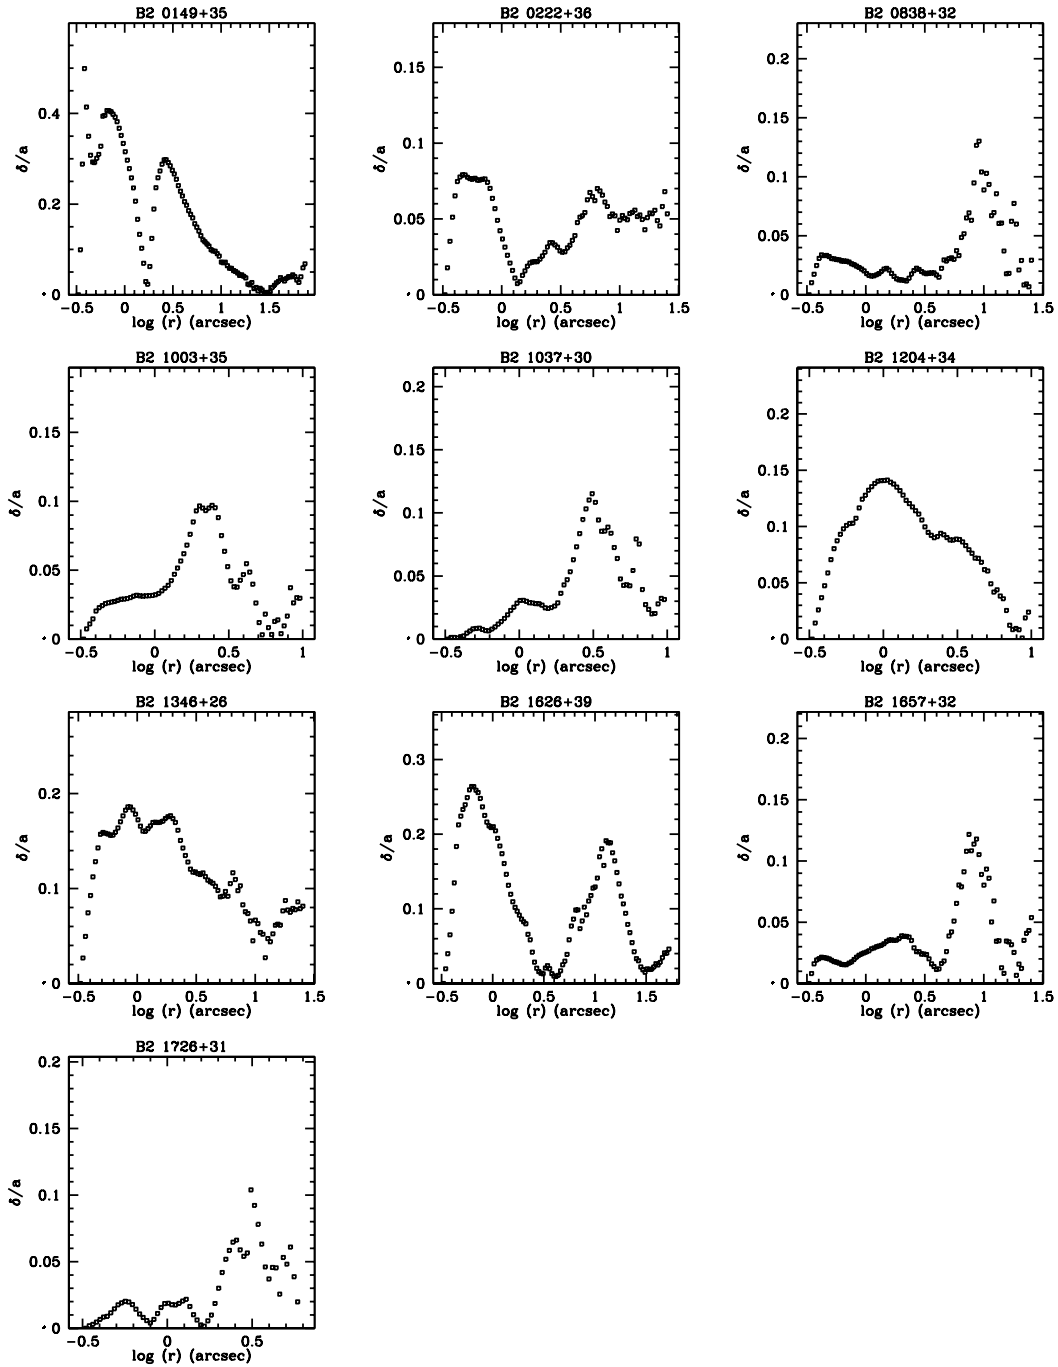 B2 0149+35
B2 0222+36
B2 0838+32
δ/a
0.4
0.2
0
−0.5 0 0.5 1 1.5
log (r) (arcsec)
δ/a
0.15
0.1
0.05
0
−0.5 0 0.5 1 1.5
log (r) (arcsec)
δ/a
0.2
0.15
0.1
0.05
0
−0.5 0 0.5 1 1.5
log (r) (arcsec)
B2 1003+35
B2 1037+30
B2 1204+34
δ/a
0.15
0.1
0.05
0
−0.5 0 0.5 1
log (r) (arcsec)
δ/a
0.2
0.15
0.1
0.05
0
−0.5 0 0.5 1
log (r) (arcsec)
δ/a
0.2
0.15
0.1
0.05
0
−0.5 0 0.5 1
log (r) (arcsec)
B2 1346+26
B2 1626+39
B2 1657+32
δ/a
0.2
0.1
0
−0.5 0 0.5 1 1.5
log (r) (arcsec)
δ/a
0.3
0.2
0.1
0
−0.5 0 0.5 1 1.5
log (r) (arcsec)
δ/a
0.2
0.15
0.1
0.05
0
−0.5 0 0.5 1 1.5
log (r) (arcsec)
B2 1726+31
δ/a
0.2
0.15
0.1
0.05
0
−0.5 0 0.5
log (r) (arcsec)